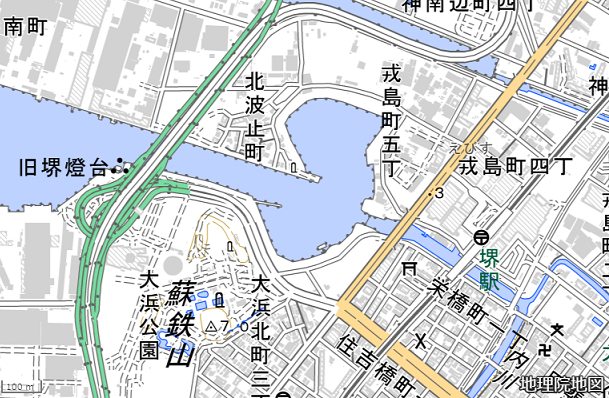 神南辺町四丁
南町
北波止町
戎島町五丁
えびす
戎島町四丁
旧堺燈台
3
堺駅
大浜公園
蘇鉄山
7.0
大浜北町三丁
栄橋町一丁
住吉橋町
内川
100 m
地理院地図